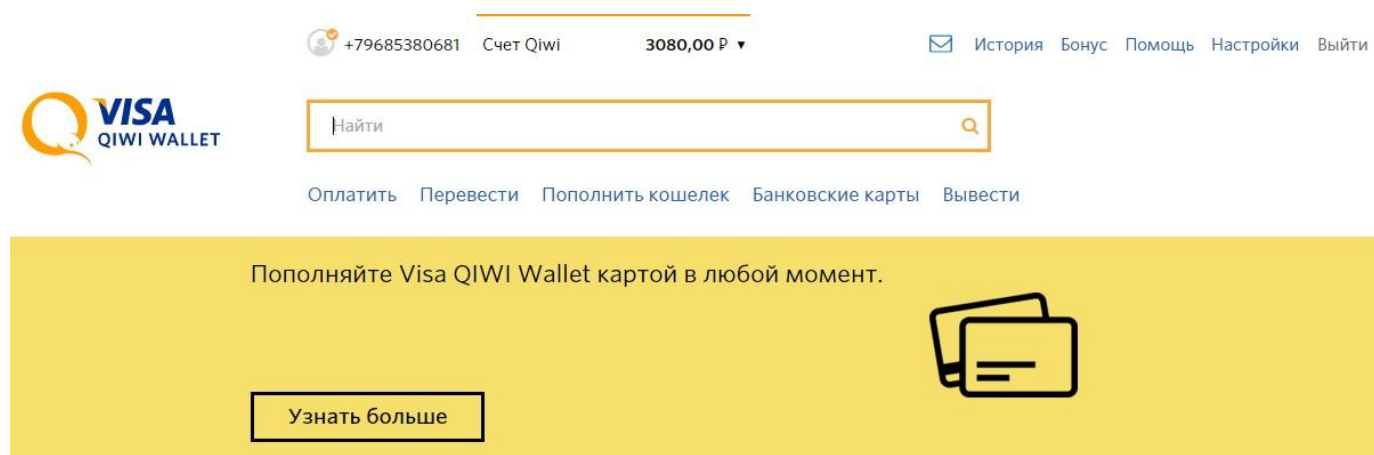 +79685380681 Счет Qiwi 3080,00 ₽ ▼ История Бонус Помощь Настройки Выйти
VISA
QIWI WALLET
Найти
Оплатить Перевести Пополнить кошелек Банковские карты Вывести
Пополняйте Visa QIWI Wallet картой в любой момент.
Узнать больше